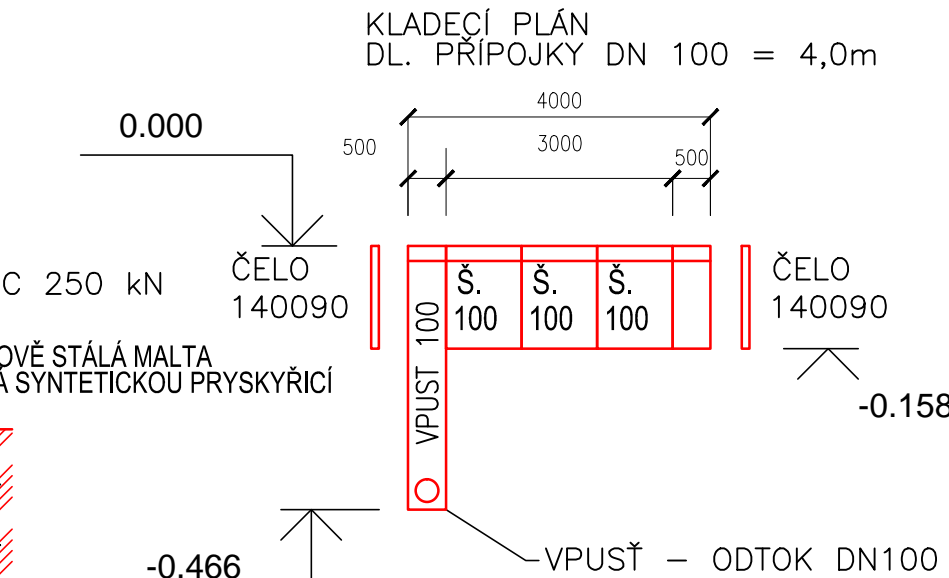 KLADECÍ PLÁN
DL. PŘÍPOJKY DN 100 = 4,0m
4000
0.000
500
3000
500
ČELO
140090
Š.
100
Š.
100
Š.
100
ČELO
140090
C 250 kN
VPUST 100
OVĚ STÁLÁ MALTA
Á SYNTETICKOU PRYSKYŘICÍ
-0.158
-0.466
VPUSŤ – ODTOK DN100